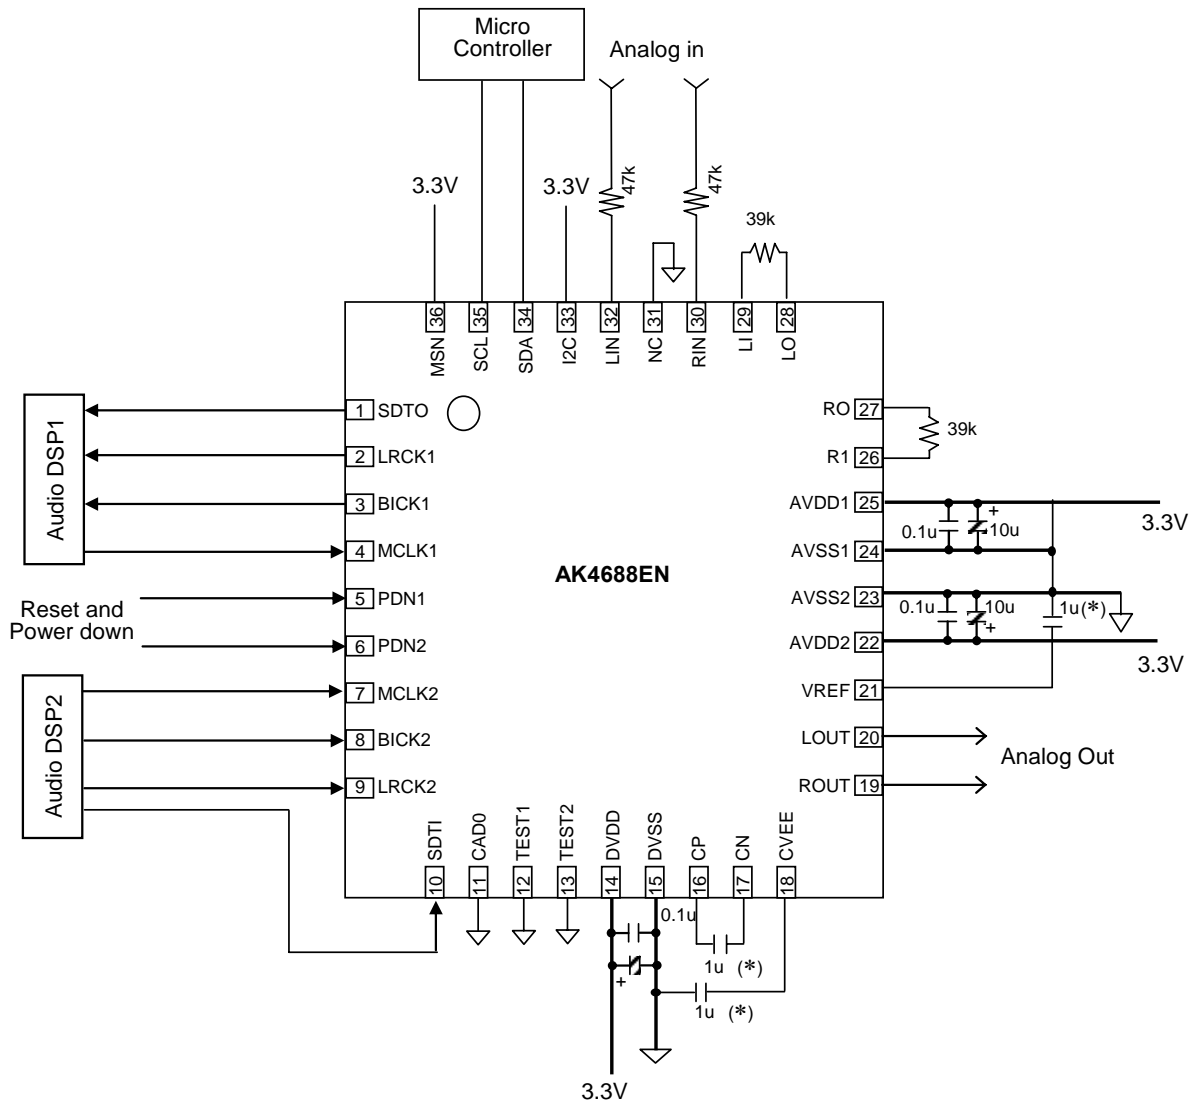 Micro
Controller
Analog in
3.3V
3.3V
47k
47k
39k
36
35
34
33
32
31
30
29
28
MSN
SCL
SDA
I2C
LIN
NC
RIN
LI
LO
Audio DSP1
1 SDTO
2 LRCK1
3 BICK1
4 MCLK1
Reset and
Power down
5 PDN1
6 PDN2
Audio DSP2
7 MCLK2
8 BICK2
9 LRCK2
AK4688EN
RO 27
39k
R1 26
AVDD1 25
3.3V
0.1u
+
10u
AVSS1 24
AVSS2 23
0.1u
10u
+
1u(*)
AVDD2 22
3.3V
VREF 21
LOUT 20
Analog Out
ROUT 19
SDTI
CAD0
TEST1
TEST2
DVDD
DVSS
CP
CN
CVEE
10
11
12
13
14
15
16
17
18
0.1u
+
1u (*)
1u (*)
3.3V